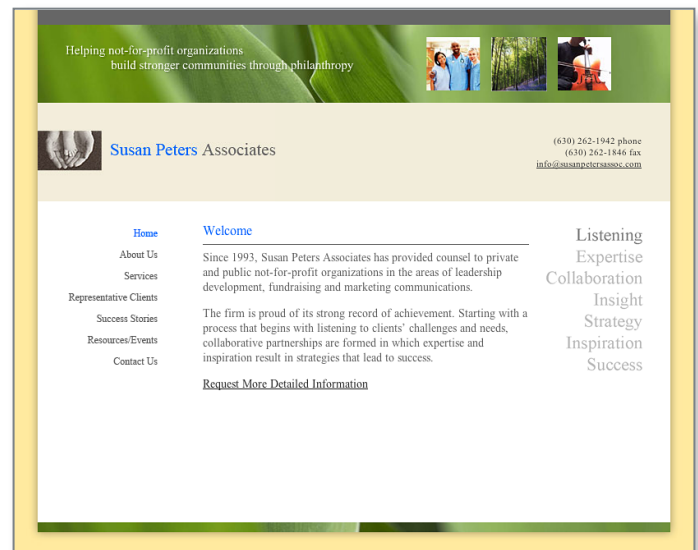 Helping not-for-profit organizations
build stronger communities through philanthropy
Susan Peters Associates
(630) 262-1942 phone
(630) 262-1846 fax
info@susanpetersassoc.com
Home
About Us
Services
Representative Clients
Success Stories
Resources/Events
Contact Us
Welcome
Since 1993, Susan Peters Associates has provided counsel to private
and public not-for-profit organizations in the areas of leadership
development, fundraising and marketing communications.
The firm is proud of its strong record of achievement. Starting with a
process that begins with listening to clients' challenges and needs,
collaborative partnerships are formed in which expertise and
inspiration result in strategies that lead to success.
Request More Detailed Information
Listening
Expertise
Collaboration
Insight
Strategy
Inspiration
Success